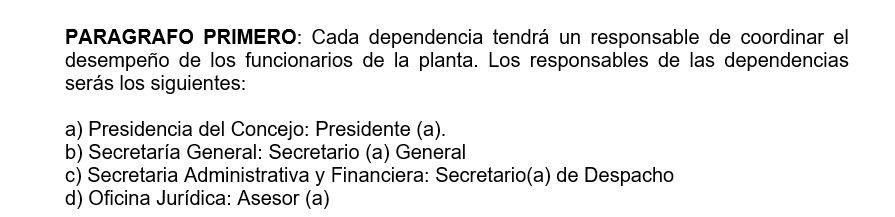 PARAGRAFO PRIMERO: Cada dependencia tendrá un responsable de coordinar el
desempeño de los funcionarios de la planta. Los responsables de las dependencias
serás los siguientes:
a) Presidencia del Concejo: Presidente (a).
b) Secretaría General: Secretario (a) General
c) Secretaria Administrativa y Financiera: Secretario(a) de Despacho
d) Oficina Jurídica: Asesor (a)